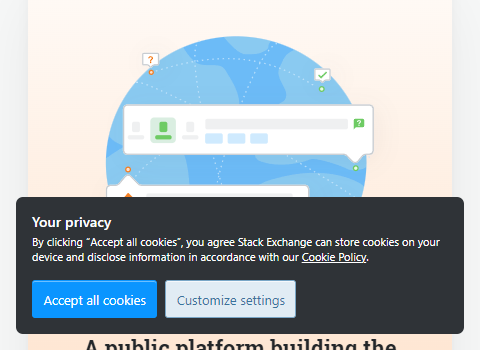 Your privacy
By clicking “Accept all cookies”, you agree Stack Exchange can store cookies on your
device and disclose information in accordance with our Cookie Policy.
Accept all cookies
Customize settings
A public platform building the